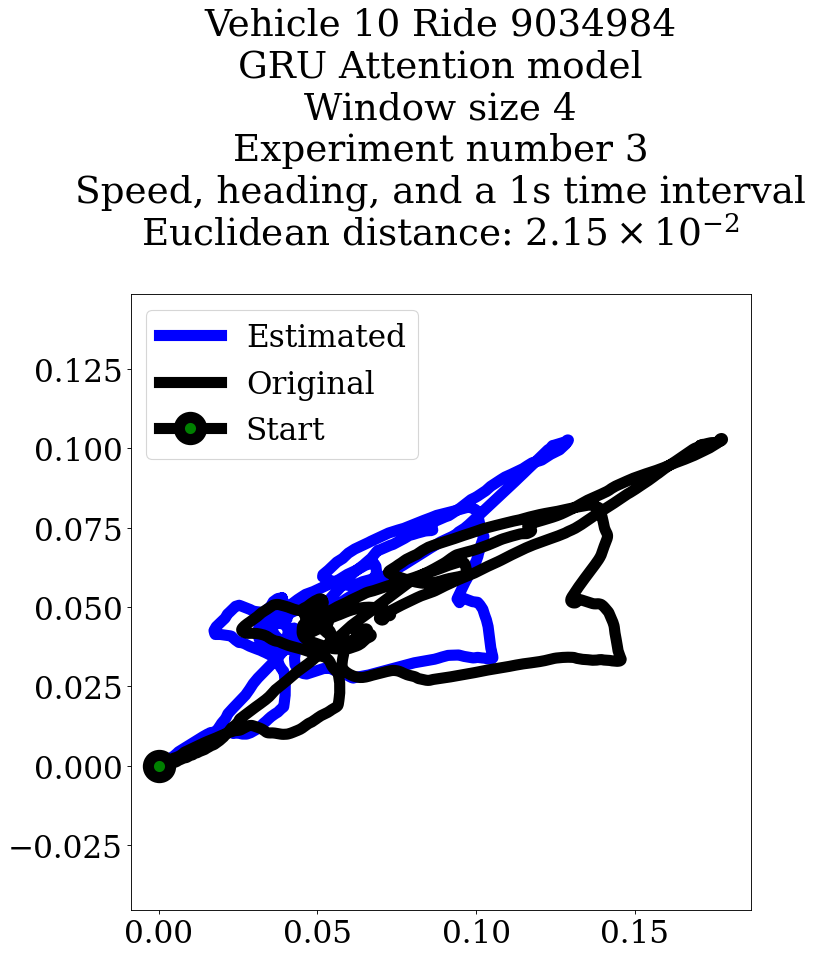 Vehicle 10 Ride 9034984
GRU Attention model
Window size 4
Experiment number 3
Speed, heading, and a 1s time interval
Euclidean distance: 2.15 × 10⁻²
Estimated
Original
Start
0.125
0.100
0.075
0.050
0.025
0.000
−0.025
0.00 0.05 0.10 0.15